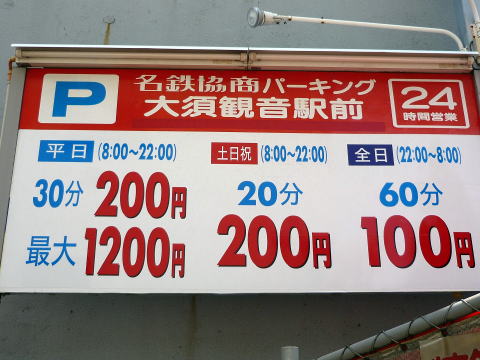 P
名鉄協商パーキング
大須観音駅前
24
時間営業
平日 (8:00~22:00)
30分 200円
最大 1200円
土日祝 (8:00~22:00)
20分
200円
全日 (22:00~8:00)
60分
100円